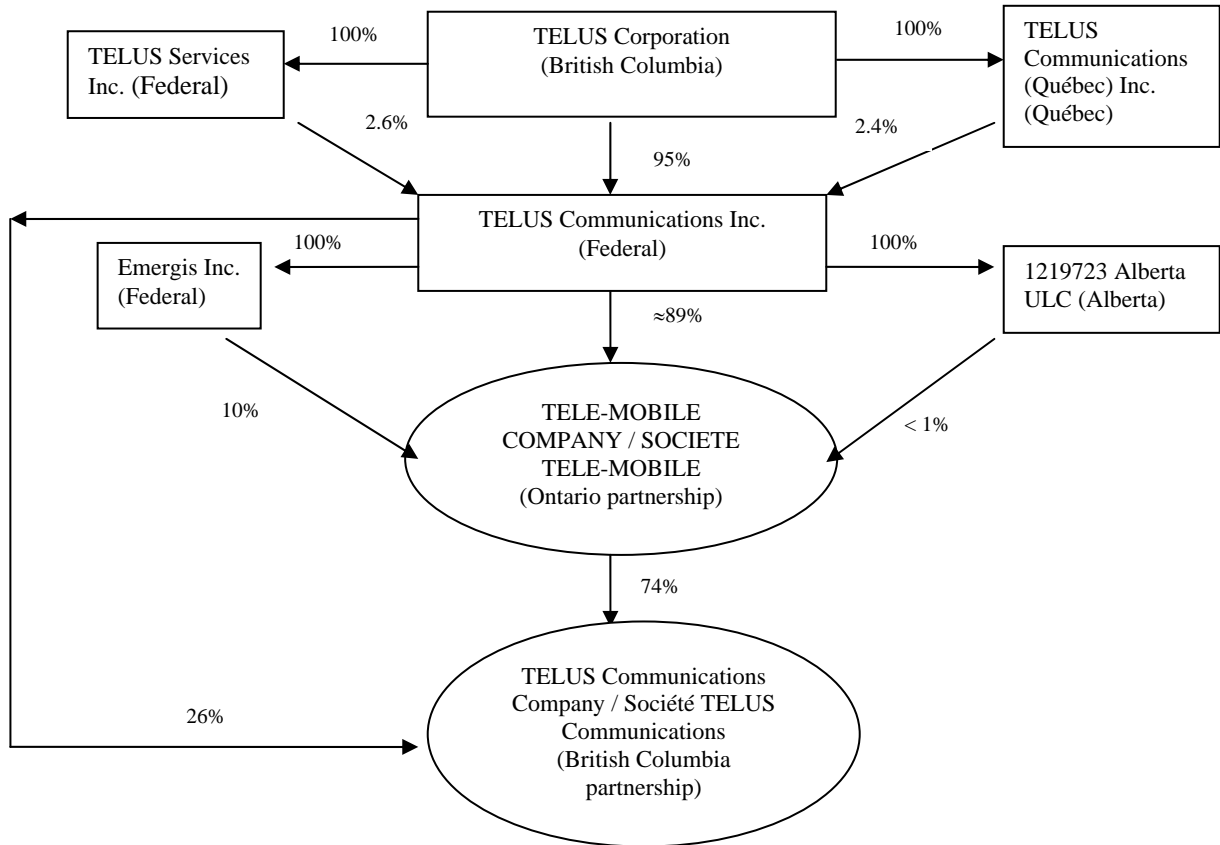 100%
TELUS Corporation
(British Columbia)
100%
TELUS Services
Inc. (Federal)
TELUS
Communications
(Québec) Inc.
(Québec)
2.6%
95%
2.4%
TELUS Communications Inc.
(Federal)
100%
100%
Emergis Inc.
(Federal)
1219723 Alberta
ULC (Alberta)
≈89%
10%
< 1%
TELE-MOBILE
COMPANY / SOCIETE
TELE-MOBILE
(Ontario partnership)
74%
26%
TELUS Communications
Company / Société TELUS
Communications
(British Columbia
partnership)